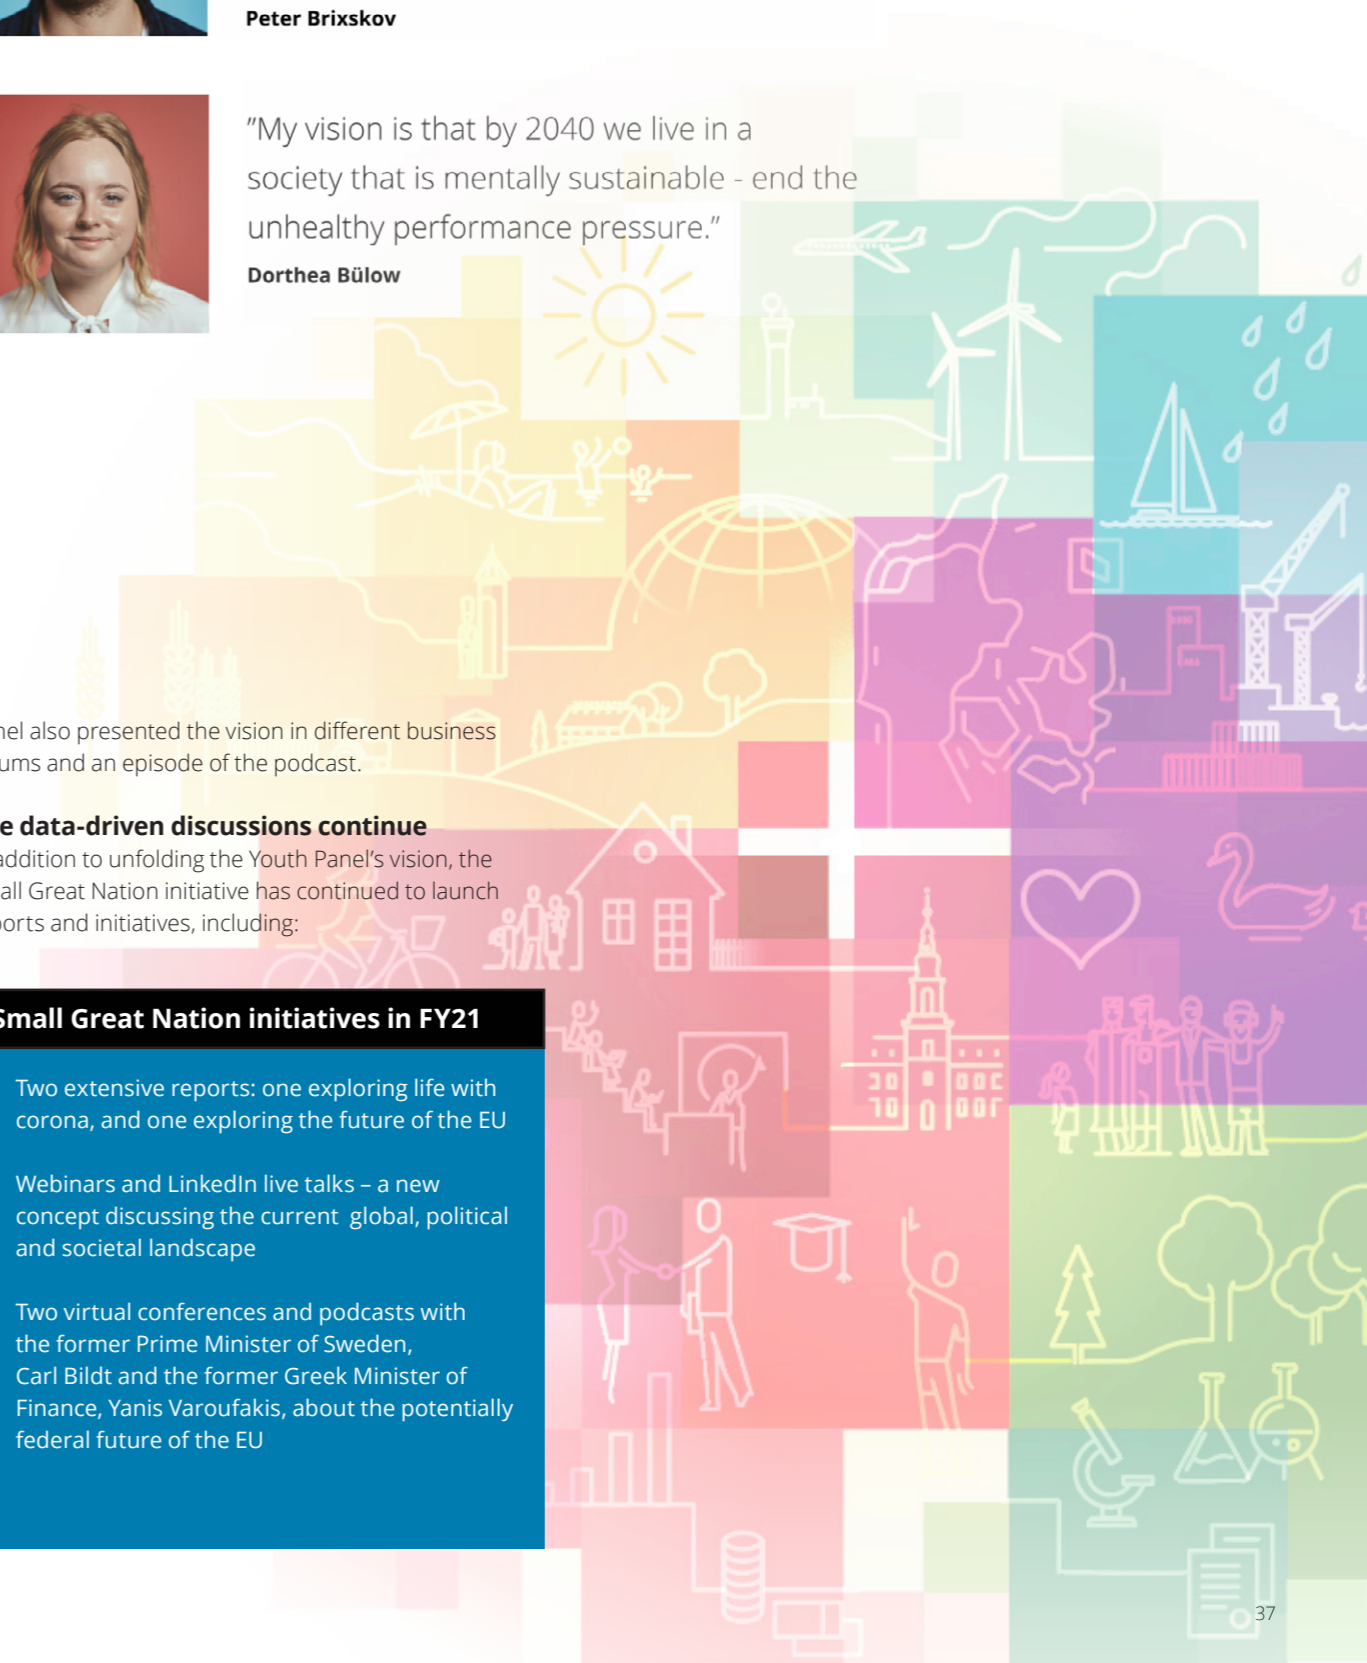 Peter Brixskov
"My vision is that by 2040 we live in a
society that is mentally sustainable - end the
unhealthy performance pressure."
Dorthea Bülow
also presented the vision in different business
and an episode of the podcast.
data-driven discussions continue
addition to unfolding the Youth Panel's vision, the
Great Nation initiative has continued to launch
and initiatives, including:
Small Great Nation initiatives in FY21
Two extensive reports: one exploring life with
corona, and one exploring the future of the EU
Webinars and LinkedIn live talks – a new
concept discussing the current global, political
and societal landscape
Two virtual conferences and podcasts with
the former Prime Minister of Sweden,
Carl Bildt and the former Greek Minister of
Finance, Yanis Varoufakis, about the potentially
federal future of the EU
37